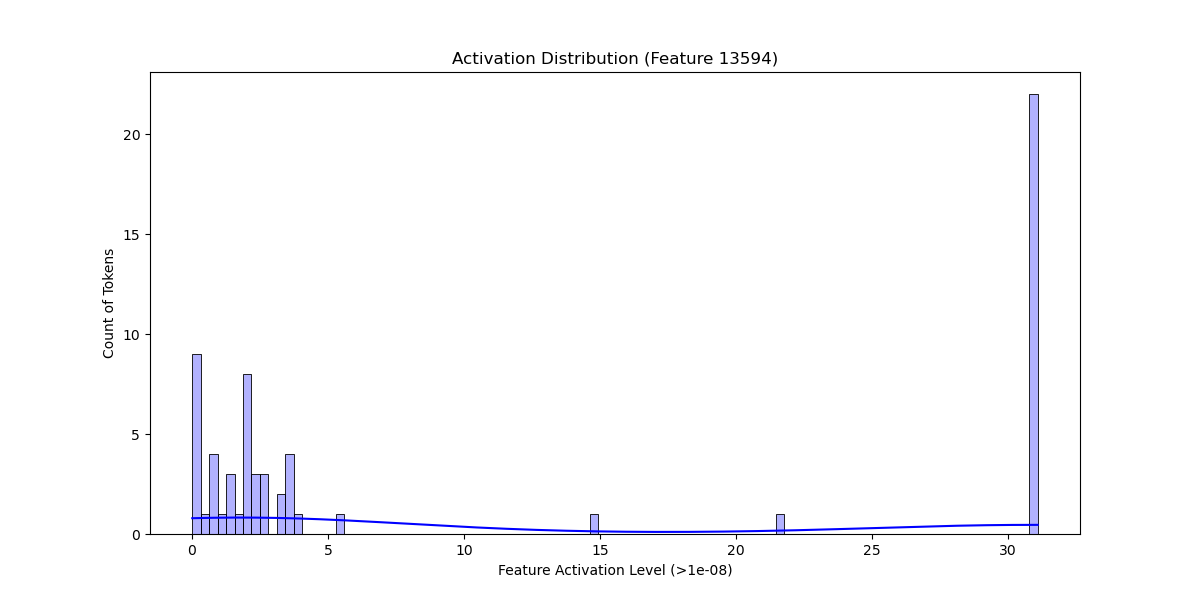 Activation Distribution (Feature 13594)
Count of Tokens
20
15
10
5
0
0 5 10 15 20 25 30
Feature Activation Level (>1e-08)